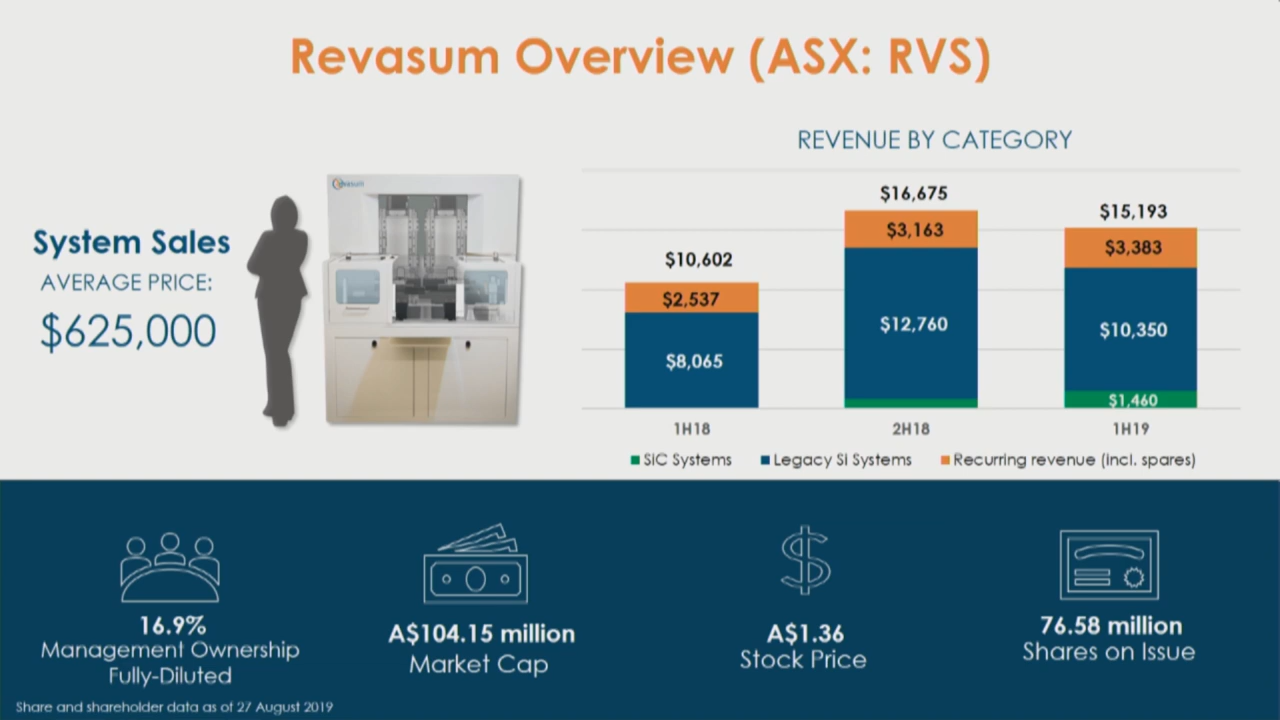 Revasum Overview (ASX: RVS)
System Sales
AVERAGE PRICE:
$625,000
revasum
REVENUE BY CATEGORY
$10,602
$2,537
$8,065
1H18
$16,675
$3,163
$12,760
2H18
$15,193
$3,383
$10,350
$1,460
1H19
SiC Systems
Legacy Si Systems
Recurring revenue (incl. spares)
16.9%
Management Ownership
Fully-Diluted
A$104.15 million
Market Cap
A$1.36
Stock Price
76.58 million
Shares on Issue
Share and shareholder data as of 27 August 2019